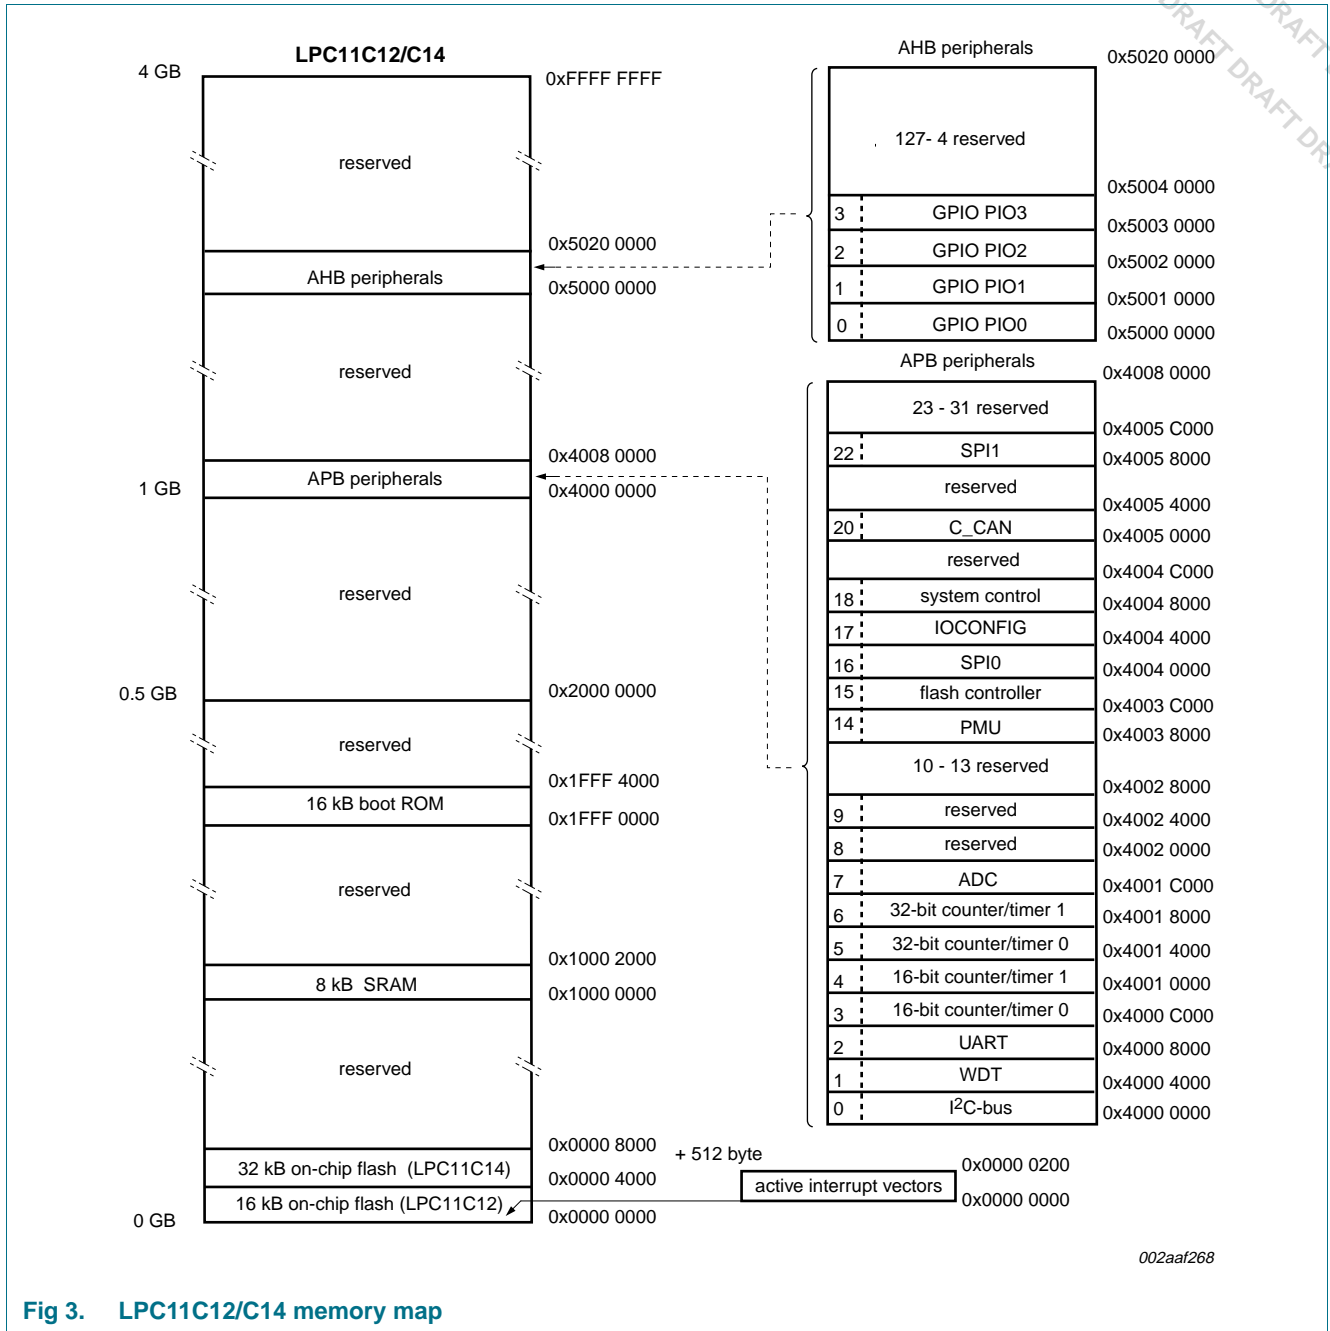 DRAFT DRAFT DRAFT
DRAFT DRAFT
LPC11C12/C14
4 GB
0xFFFF FFFF
reserved
0x5020 0000
AHB peripherals
0x5000 0000
reserved
0x4008 0000
APB peripherals
1 GB
0x4000 0000
reserved
0.5 GB
0x2000 0000
reserved
0x1FFF 4000
16 kB boot ROM
0x1FFF 0000
reserved
0x1000 2000
8 kB SRAM
0x1000 0000
reserved
0x0000 8000
32 kB on-chip flash (LPC11C14)
0x0000 4000
16 kB on-chip flash (LPC11C12)
0 GB
0x0000 0000
+ 512 byte
active interrupt vectors
0x0000 0200
0x0000 0000
AHB peripherals
0x5020 0000
127- 4 reserved
0x5004 0000
3 GPIO PIO3
0x5003 0000
2 GPIO PIO2
0x5002 0000
1 GPIO PIO1
0x5001 0000
0 GPIO PIO0
0x5000 0000
APB peripherals
0x4008 0000
23 - 31 reserved
0x4005 C000
22 SPI1
0x4005 8000
reserved
0x4005 4000
20 C_CAN
0x4005 0000
reserved
0x4004 C000
18 system control
0x4004 8000
17 IOCONFIG
0x4004 4000
16 SPI0
0x4004 0000
15 flash controller
0x4003 C000
14 PMU
0x4003 8000
10 - 13 reserved
0x4002 8000
9 reserved
0x4002 4000
8 reserved
0x4002 0000
7 ADC
0x4001 C000
6 32-bit counter/timer 1
0x4001 8000
5 32-bit counter/timer 0
0x4001 4000
4 16-bit counter/timer 1
0x4001 0000
3 16-bit counter/timer 0
0x4000 C000
2 UART
0x4000 8000
1 WDT
0x4000 4000
0 I2C-bus
0x4000 0000
002aaf268
Fig 3. LPC11C12/C14 memory map